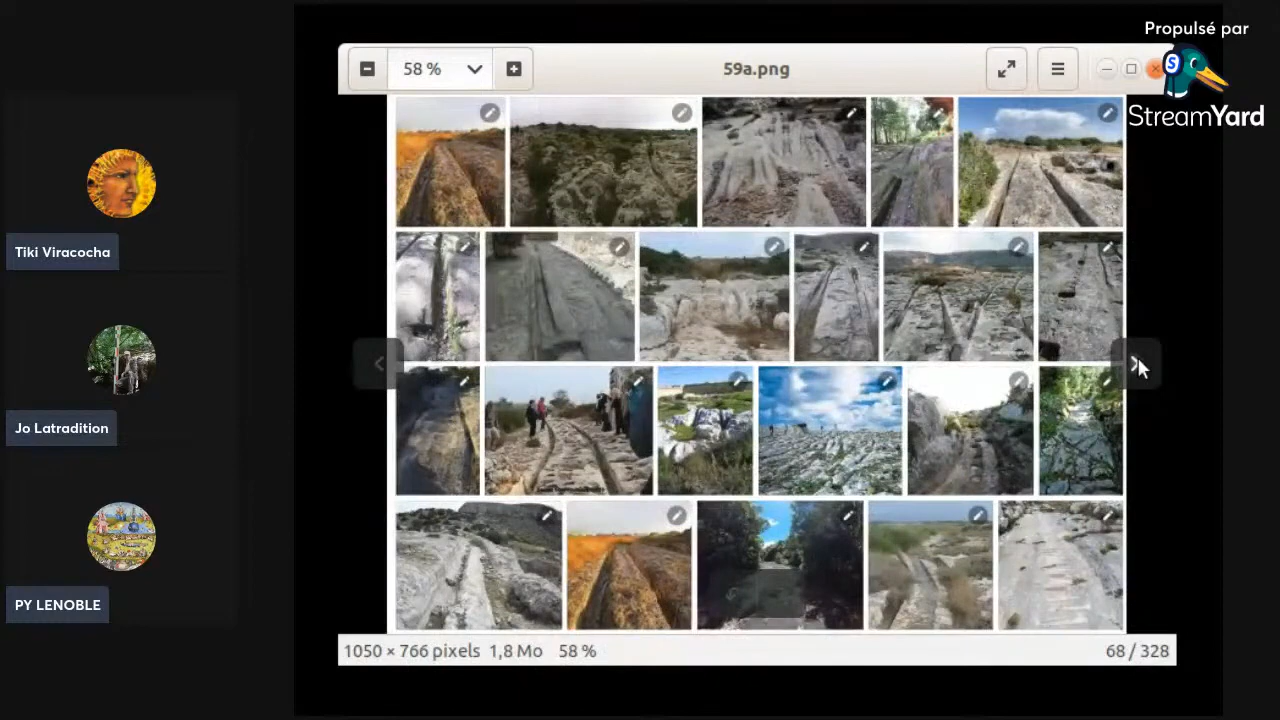 Propulsé par
StreamYard
58 %
59a.png
Tiki Viracocha
Jo Latradition
PY LENOBLE
1050 × 766 pixels 1,8 Mo 58 %
68 / 328